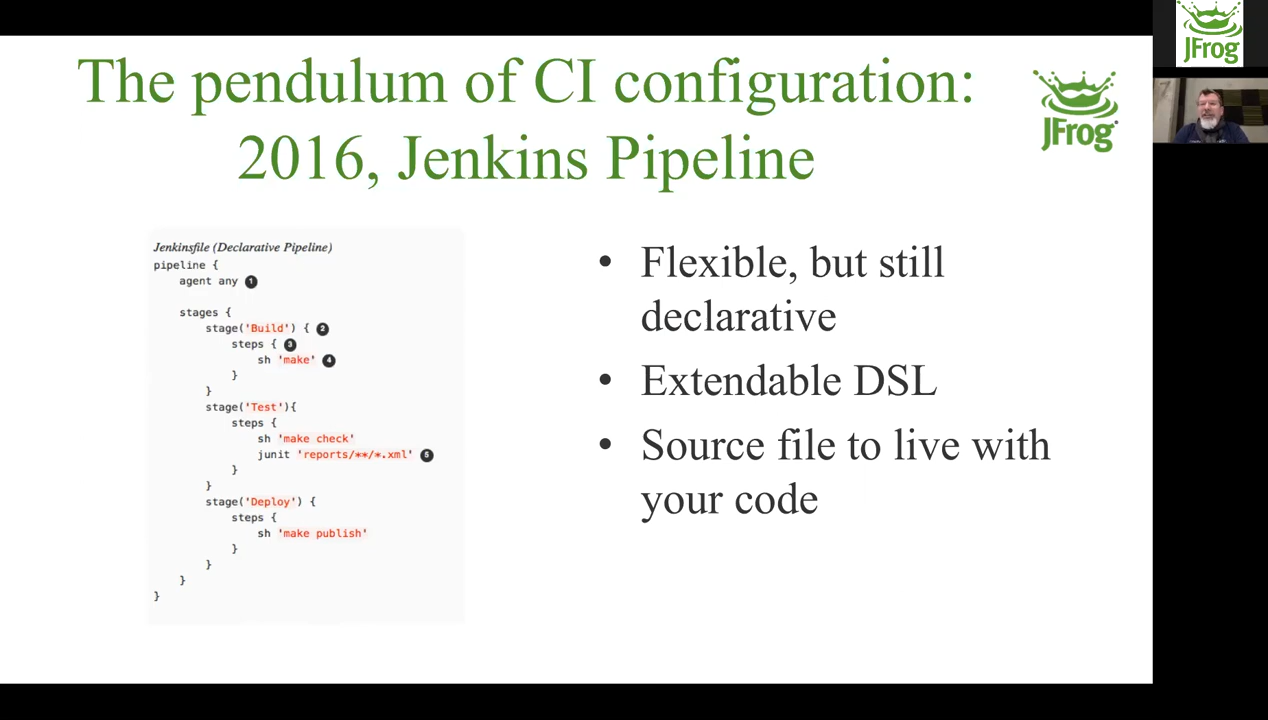 The pendulum of CI configuration:
2016, Jenkins Pipeline
JFrog
JFrog
Jenkinsfile (Declarative Pipeline)
pipeline {
agent any 1
stages {
stage('Build') { 2
steps { 3
sh 'make' 4
}
}
stage('Test'){
steps {
sh 'make check'
junit 'reports/**/*.xml' 5
}
}
stage('Deploy') {
steps {
sh 'make publish'
}
}
}
}
• Flexible, but still
declarative
• Extendable DSL
• Source file to live with
your code